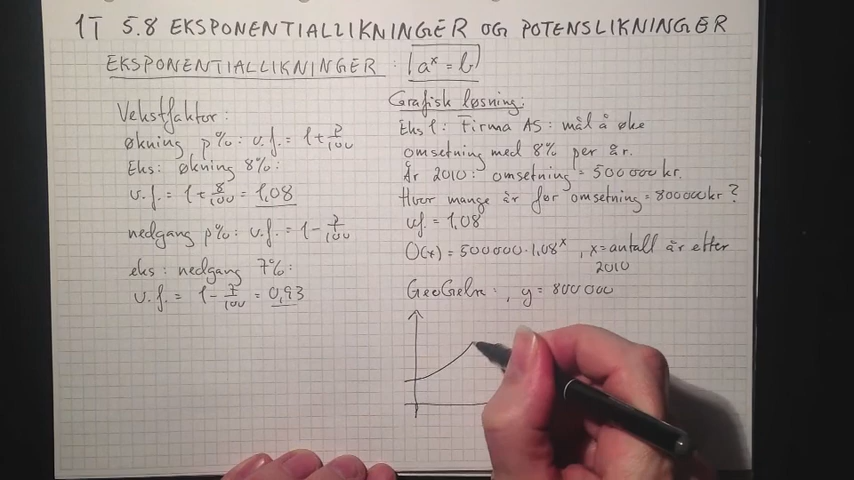 1T 5.8 EKSPONENTIALLIKNINGER OG POTENSLIKNINGER
EKSPONENTIALLIKNINGER : a^x = b
Vekstfaktor:
økning p%: v.f. = 1 + p/100
Eks: økning 8%:
v.f. = 1 + 8/100 = 1,08
nedgang p%: v.f. = 1 - p/100
eks: nedgang 7%:
v.f. = 1 - 7/100 = 0,93
Grafisk løsning:
Eks 1: Firma AS: mål å øke
omsetning med 8% per år.
År 2010: omsetning = 500 000 kr.
Hvor mange år før omsetning = 800 000 kr?
vf = 1,08
O(x) = 500 000 · 1,08^x , x = antall år etter
2010
GeoGebra: , y = 800 000